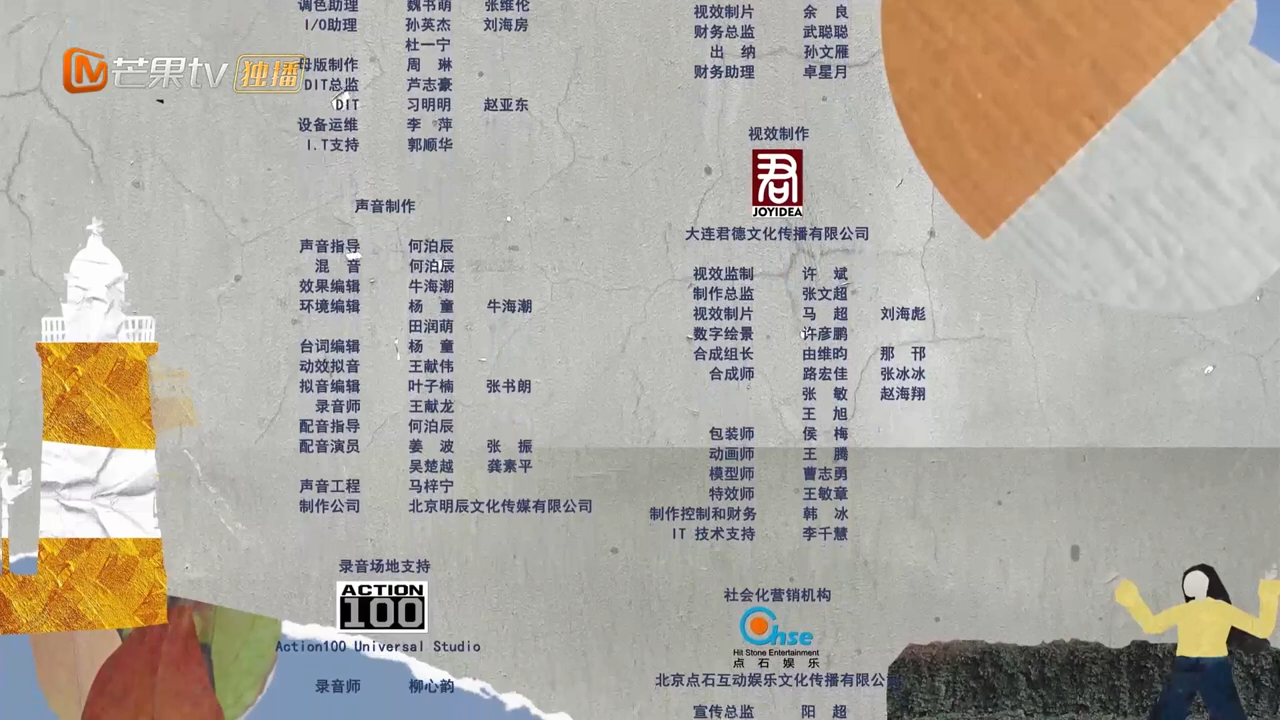 芒果tv 独播
调色助理 魏书萌 张维伦
I/O助理 孙英杰 刘海房
杜一宁
母版制作 周 琳
DIT总监 芦志豪
DIT 习明明 赵亚东
设备运维 李 萍
I.T支持 郭顺华
声音制作
声音指导 何泊辰
混 音 何泊辰
效果编辑 牛海潮
环境编辑 杨 童 牛海潮
田润萌
台词编辑 杨 童
动效拟音 王献伟
拟音编辑 叶子楠 张书朗
录音师 王献龙
配音指导 何泊辰
配音演员 姜 波 张 振
吴楚越 龚素平
声音工程 马梓宁
制作公司 北京明辰文化传媒有限公司
录音场地支持
ACTION
100
Action100 Universal Studio
录音师 柳心韵
视效制片 余 良
财务总监 武聪聪
出 纳 孙文雁
财务助理 卓星月
视效制作
君
JOYIDEA
大连君德文化传播有限公司
视效监制 许 斌
制作总监 张文超
视效制片 马 超 刘海彪
数字绘景 许彦鹏
合成组长 由维昀 那 邗
合成师 路宏佳 张冰冰
张 敏 赵海翔
王 旭
包装师 侯 梅
动画师 王 腾
模型师 曹志勇
特效师 王敏章
制作控制和财务 韩 冰
IT 技术支持 李千慧
社会化营销机构
Ohse
Hit Stone Entertainment
点 石 娱 乐
北京点石互动娱乐文化传播有限公司
宣传总监 阳 超